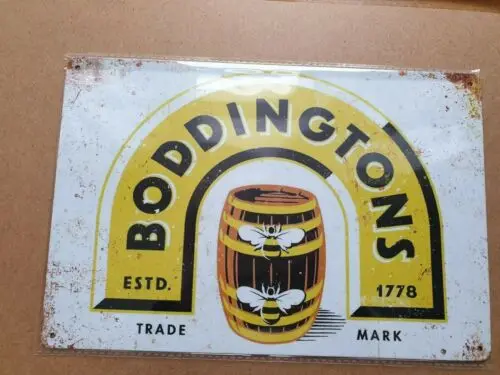 BODDINGTONS
ESTD. 1778
TRADE MARK